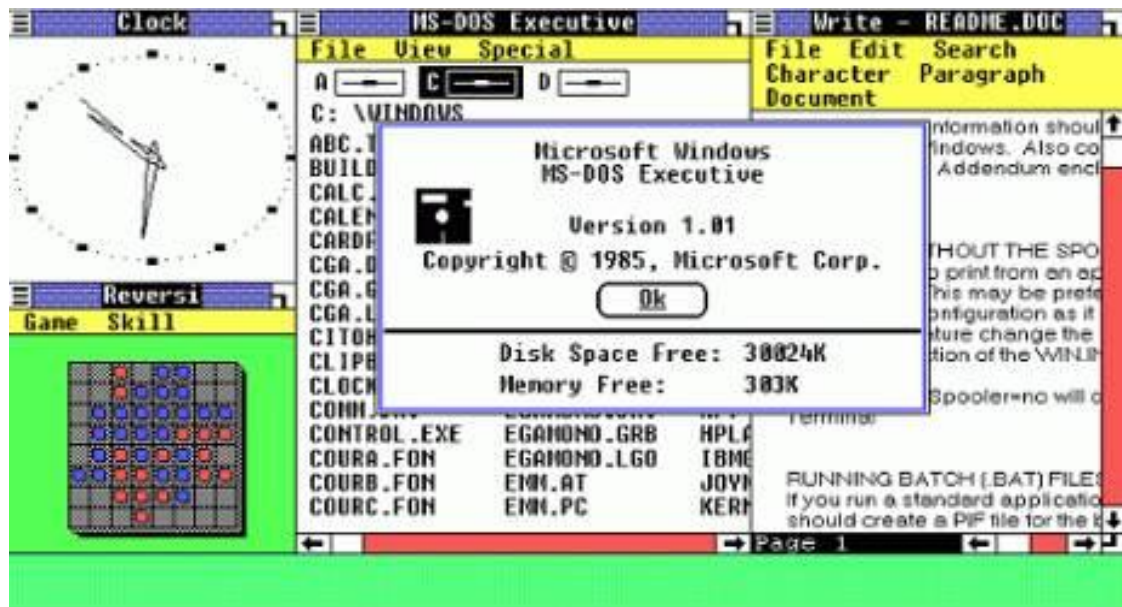 Clock
MS-DOS Executive
Write - README.DOC
File View Special
File Edit Search
Character Paragraph
Document
A C D
C: \WINDOWS
ABC.T
BUILD
CALC.
CALEN
CARDF
CGA.D
CGA.G
CGA.L
CITOH
CLIPB
CLOCK
COMM.
CONTROL.EXE EGAMONO.GRB HPLA
COURA.FON EGAMONO.LGO IBMG
COURB.FON EMM.AT JOYM
COURC.FON EMM.PC KERN
Microsoft Windows
MS-DOS Executive
Version 1.01
Copyright © 1985, Microsoft Corp.
Ok
Disk Space Free: 30024K
Memory Free: 303K
nformation shoul
indows. Also co
Addendum encl
THOUT THE SPO
o print from an ap
his may be prefe
onfiguration as it
ture change the
tion of the WIN.IN
Spooler=no will c
Terminal
RUNNING BATCH (.BAT) FILES
If you run a standard applicatio
should create a PIF file for the b
Page 1
Reversi
Game Skill